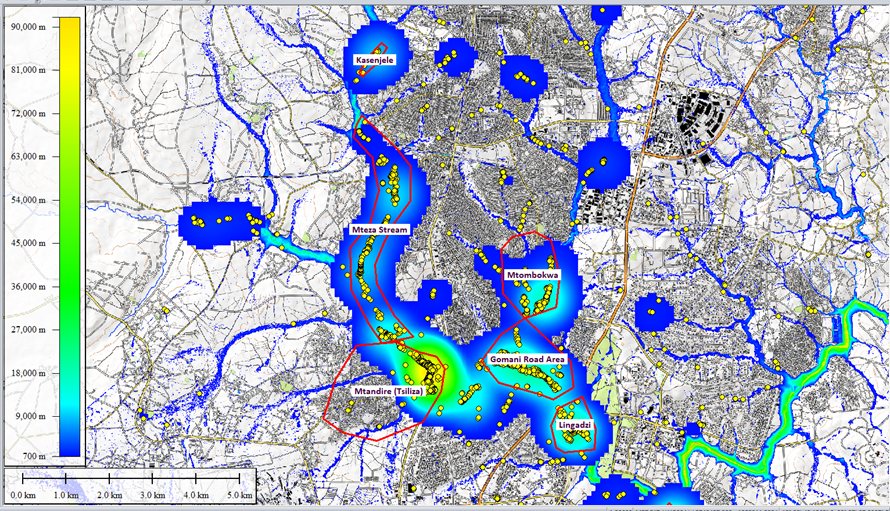 90,000 m
81,000 m
72,000 m
63,000 m
54,000 m
45,000 m
36,000 m
27,000 m
18,000 m
9,000 m
700 m
Kasenjele
Mteza Stream
Mtombokwa
Gomani Road Area
Mtandire (Tsiliza)
Lingadzi
0.0 km 1.0 km 2.0 km 3.0 km 4.0 km 5.0 km